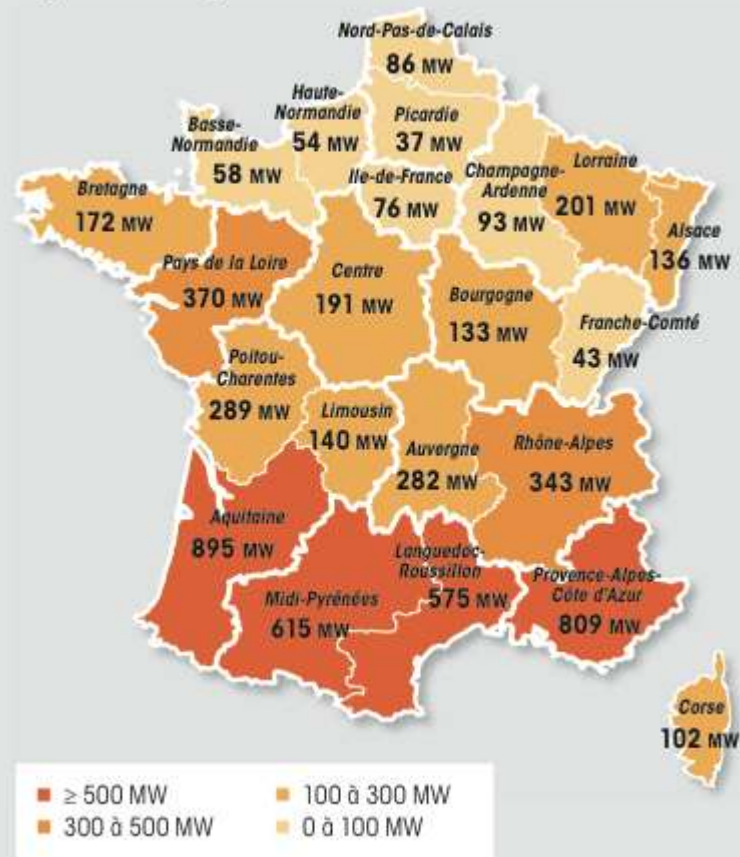 Nord-Pas-de-Calais
86 MW
Haute-
Normandie
54 MW
Picardie
37 MW
Basse-
Normandie
58 MW
Ile-de-France
76 MW
Champagne-
Ardenne
93 MW
Lorraine
201 MW
Alsace
136 MW
Bretagne
172 MW
Pays de la Loire
370 MW
Centre
191 MW
Bourgogne
133 MW
Franche-Comté
43 MW
Poitou-
Charentes
289 MW
Limousin
140 MW
Auvergne
282 MW
Rhône-Alpes
343 MW
Aquitaine
895 MW
Midi-Pyrénées
615 MW
Languedoc-
Roussillon
575 MW
Provence-Alpes-
Côte d'Azur
809 MW
Corse
102 MW
≥ 500 MW
300 à 500 MW
100 à 300 MW
0 à 100 MW